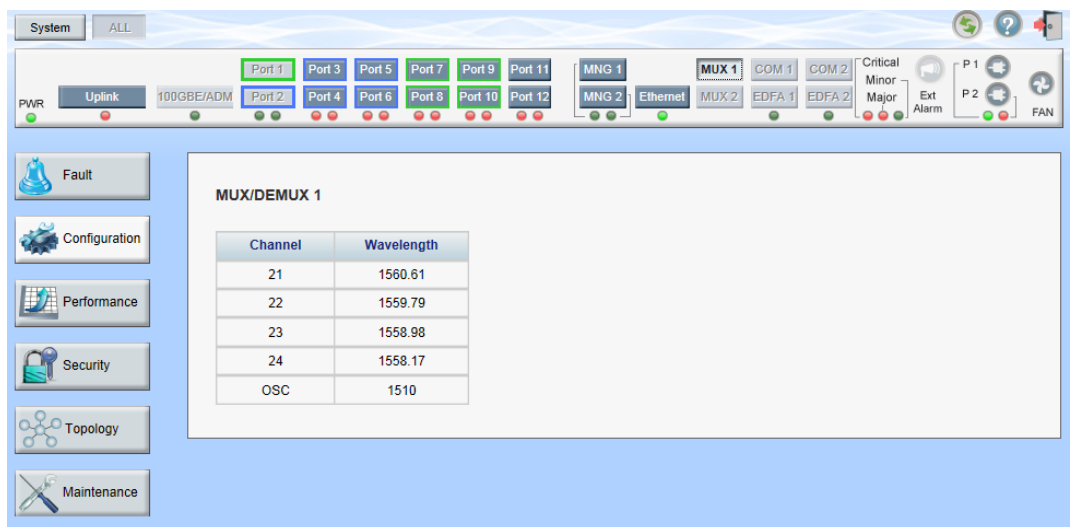 System ALL
Port 1 Port 3 Port 5 Port 7 Port 9 Port 11 MNG 1 MUX 1 COM 1 COM 2 Critical P 1
Minor
PWR Uplink 100GBE/ADM Port 2 Port 4 Port 6 Port 8 Port 10 Port 12 MNG 2 Ethernet MUX 2 EDFA 1 EDFA 2 Major Ext P 2
Alarm FAN
Fault
MUX/DEMUX 1
Configuration
Channel Wavelength
21 1560.61
22 1559.79
Performance
23 1558.98
24 1558.17
Security
OSC 1510
Topology
Maintenance